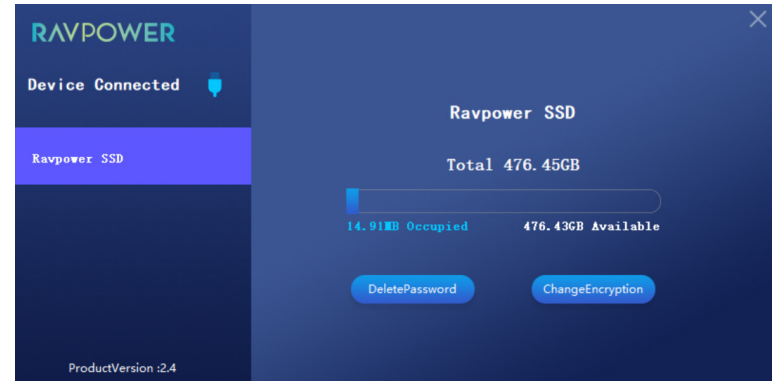 RAVPOWER
Device Connected
Ravpower SSD
ProductVersion :2.4
Ravpower SSD
Total 476.45GB
14.91MB Occupied 476.43GB Available
DeletePassword ChangeEncryption